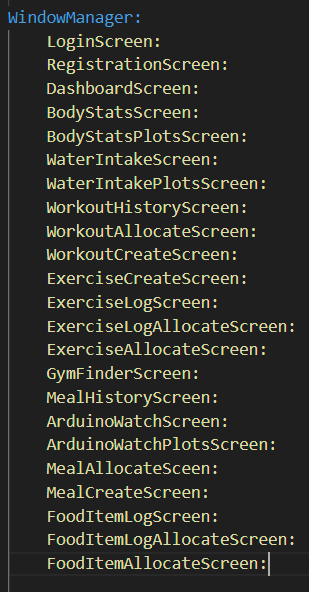 WindowManager:
LoginScreen:
RegistrationScreen:
DashboardScreen:
BodyStatsScreen:
BodyStatsPlotsScreen:
WaterIntakeScreen:
WaterIntakePlotsScreen:
WorkoutHistoryScreen:
WorkoutAllocateScreen:
WorkoutCreateScreen:
ExerciseCreateScreen:
ExerciseLogScreen:
ExerciseLogAllocateScreen:
ExerciseAllocateScreen:
GymFinderScreen:
MealHistoryScreen:
ArduinoWatchScreen:
ArduinoWatchPlotsScreen:
MealAllocateSceen:
MealCreateScreen:
FoodItemLogScreen:
FoodItemLogAllocateScreen:
FoodItemAllocateScreen: